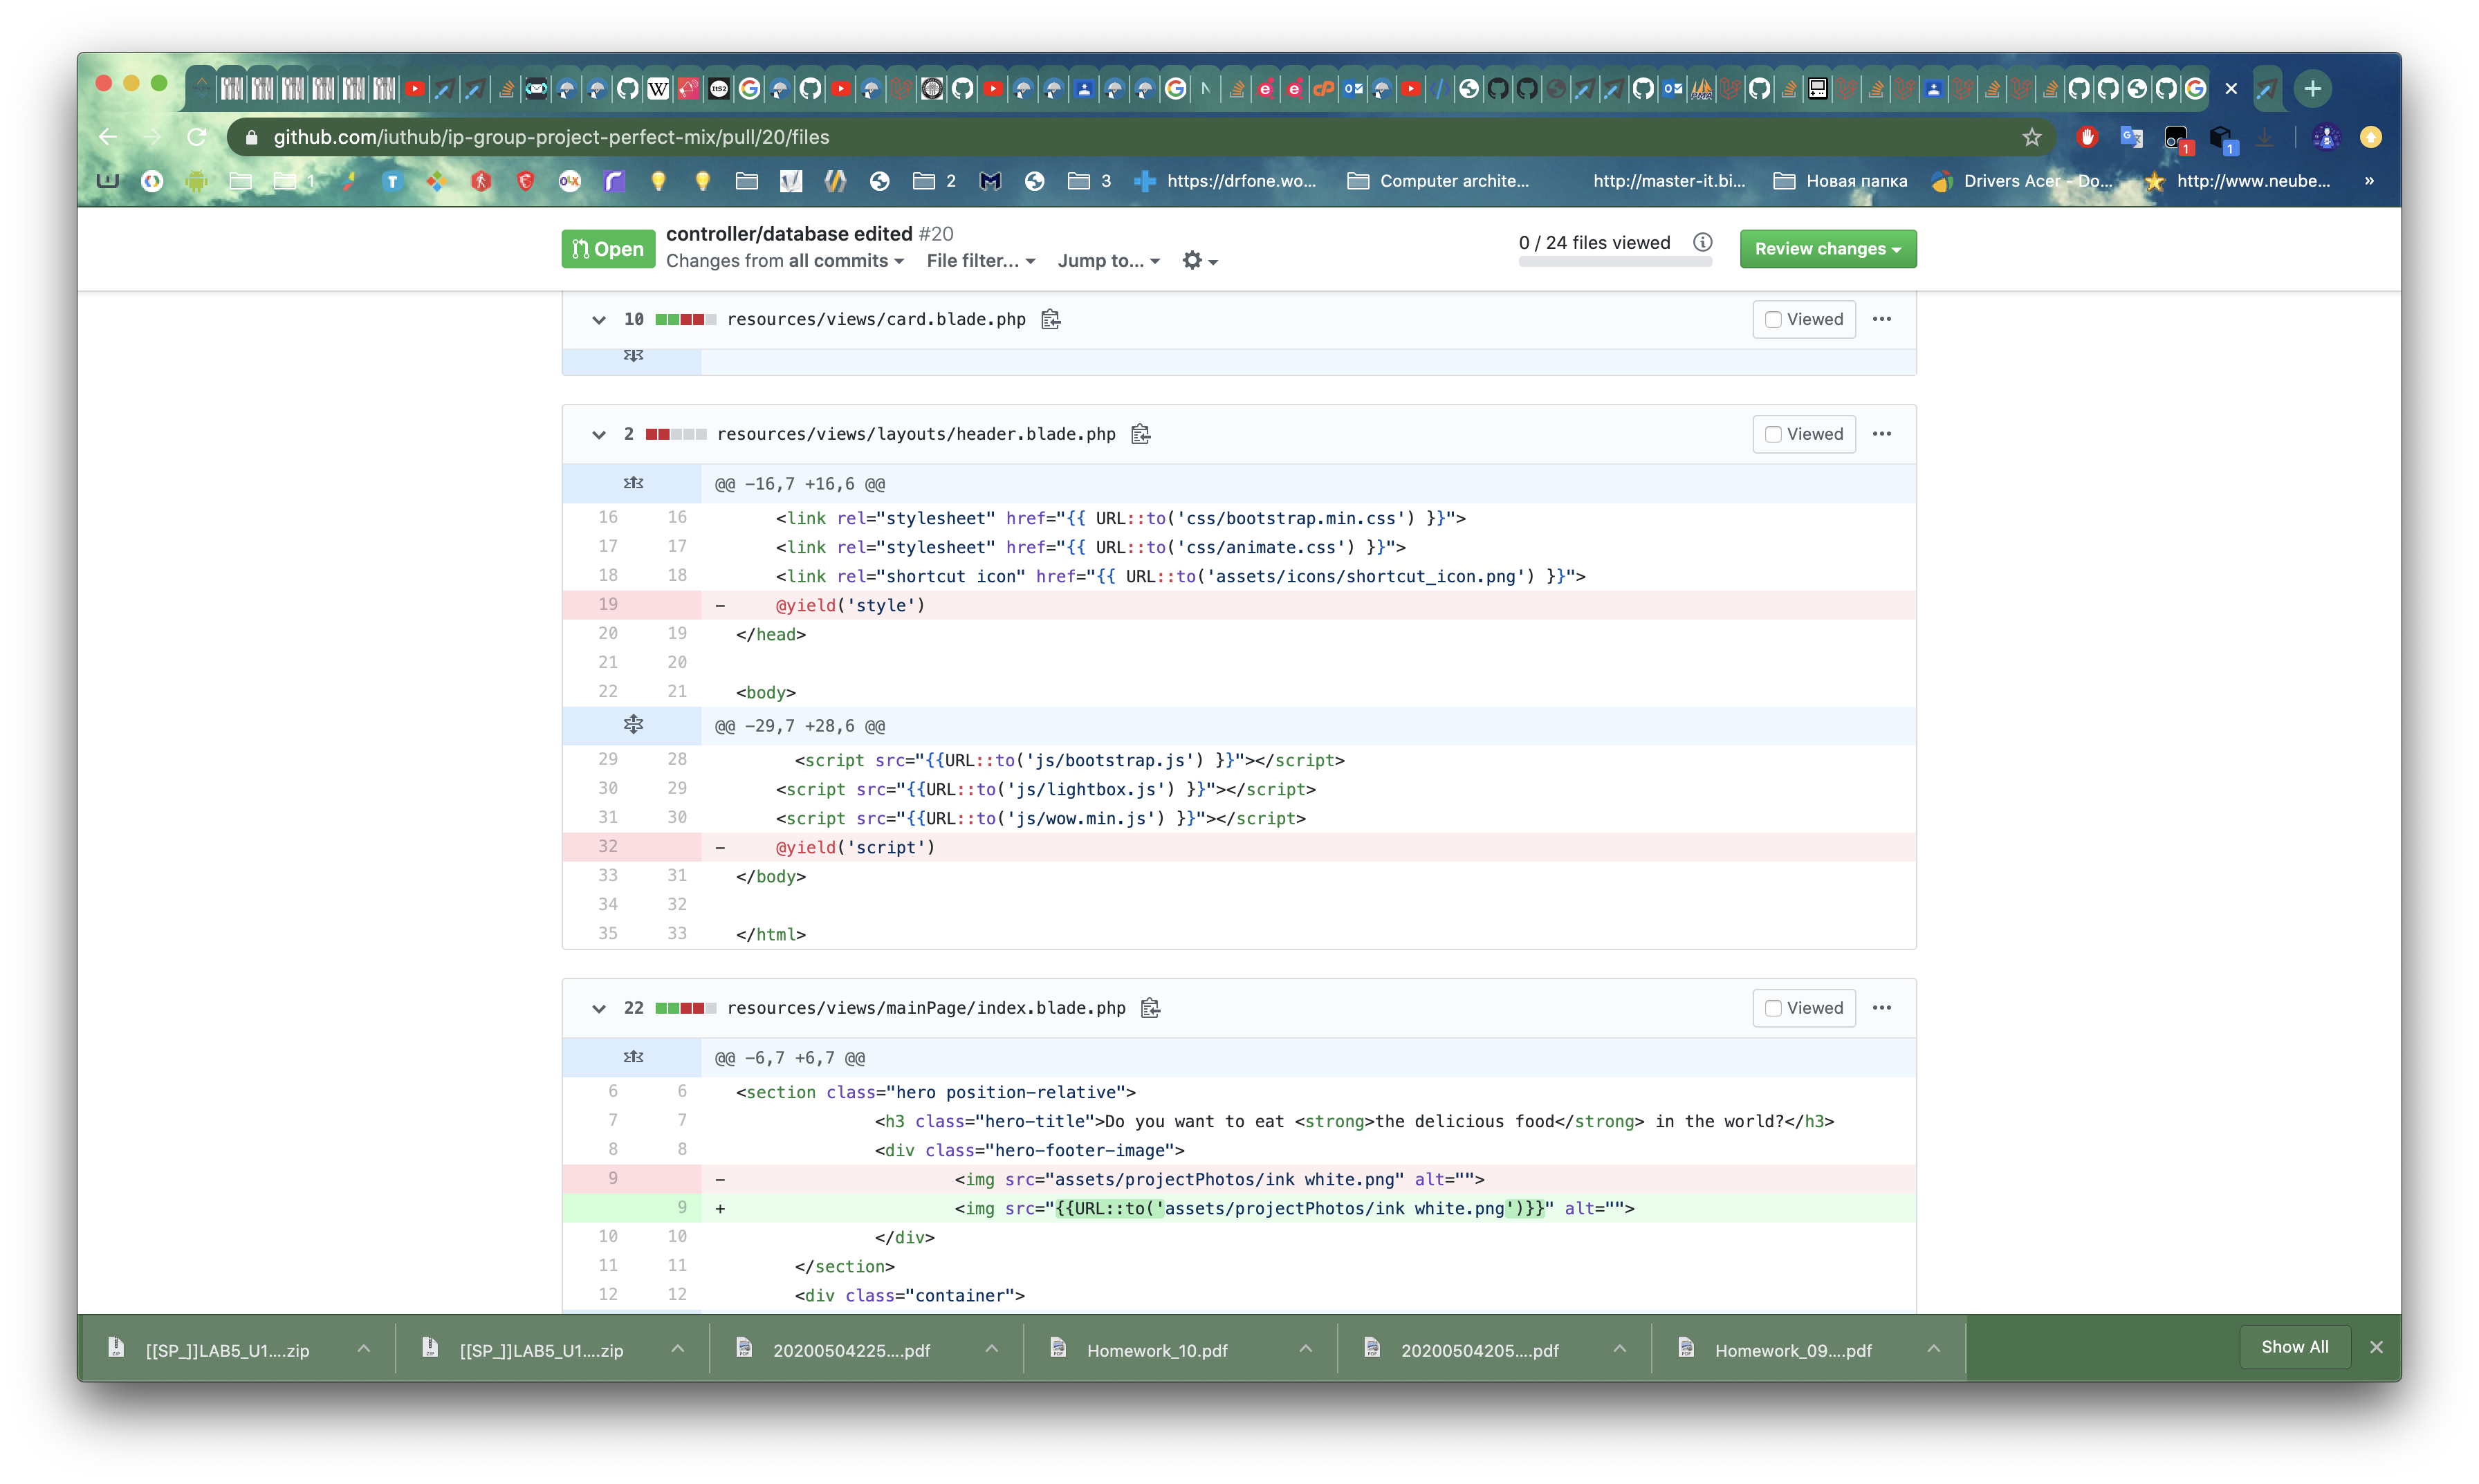 github.com/iuthub/ip-group-project-perfect-mix/pull/20/files
1 2 3 https://drfone.wo... Computer archite... http://master-it.bi... Новая папка Drivers Acer - Do... http://www.neube... »
Open controller/database edited #20
Changes from all commits File filter... Jump to...
0 / 24 files viewed Review changes
10 resources/views/card.blade.php Viewed
2 resources/views/layouts/header.blade.php Viewed
@@ -16,7 +16,6 @@
16 16 <link rel="stylesheet" href="{{ URL::to('css/bootstrap.min.css') }}">
17 17 <link rel="stylesheet" href="{{ URL::to('css/animate.css') }}">
18 18 <link rel="shortcut icon" href="{{ URL::to('assets/icons/shortcut_icon.png') }}">
19 - @yield('style')
20 19 </head>
21 20
22 21 <body>
@@ -29,7 +28,6 @@
29 28 <script src="{{URL::to('js/bootstrap.js') }}"></script>
30 29 <script src="{{URL::to('js/lightbox.js') }}"></script>
31 30 <script src="{{URL::to('js/wow.min.js') }}"></script>
32 - @yield('script')
33 31 </body>
34 32
35 33 </html>
22 resources/views/mainPage/index.blade.php Viewed
@@ -6,7 +6,7 @@
6 6 <section class="hero position-relative">
7 7 <h3 class="hero-title">Do you want to eat <strong>the delicious food</strong> in the world?</h3>
8 8 <div class="hero-footer-image">
9 - <img src="assets/projectPhotos/ink white.png" alt="">
9 + <img src="{{URL::to('assets/projectPhotos/ink white.png')}}" alt="">
10 10 </div>
11 11 </section>
12 12 <div class="container">
[[SP_]]LAB5_U1....zip [[SP_]]LAB5_U1....zip 20200504225....pdf Homework_10.pdf 20200504205....pdf Homework_09....pdf Show All